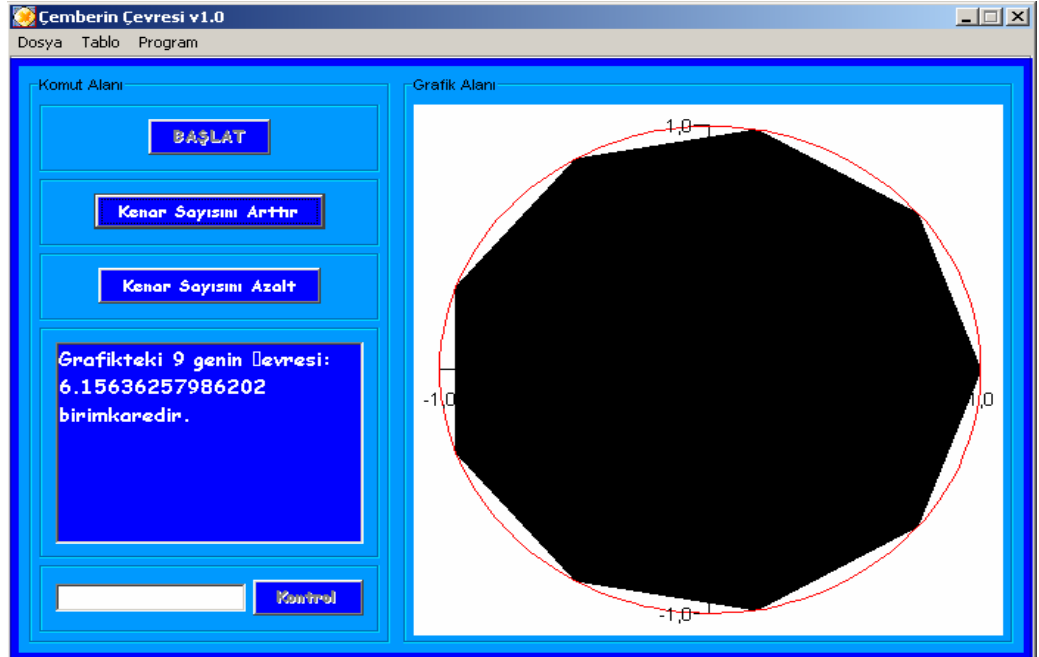 Çemberin Çevresi v1.0
Dosya Tablo Program
Komut Alanı
BAŞLAT
Kenar Sayısını Arttır
Kenar Sayısını Azalt
Grafikteki 9 genin ▯evresi:
6.15636257986202
birimkaredir.
Kontrol
Grafik Alanı
1,0
-1,0
1,0
-1,0